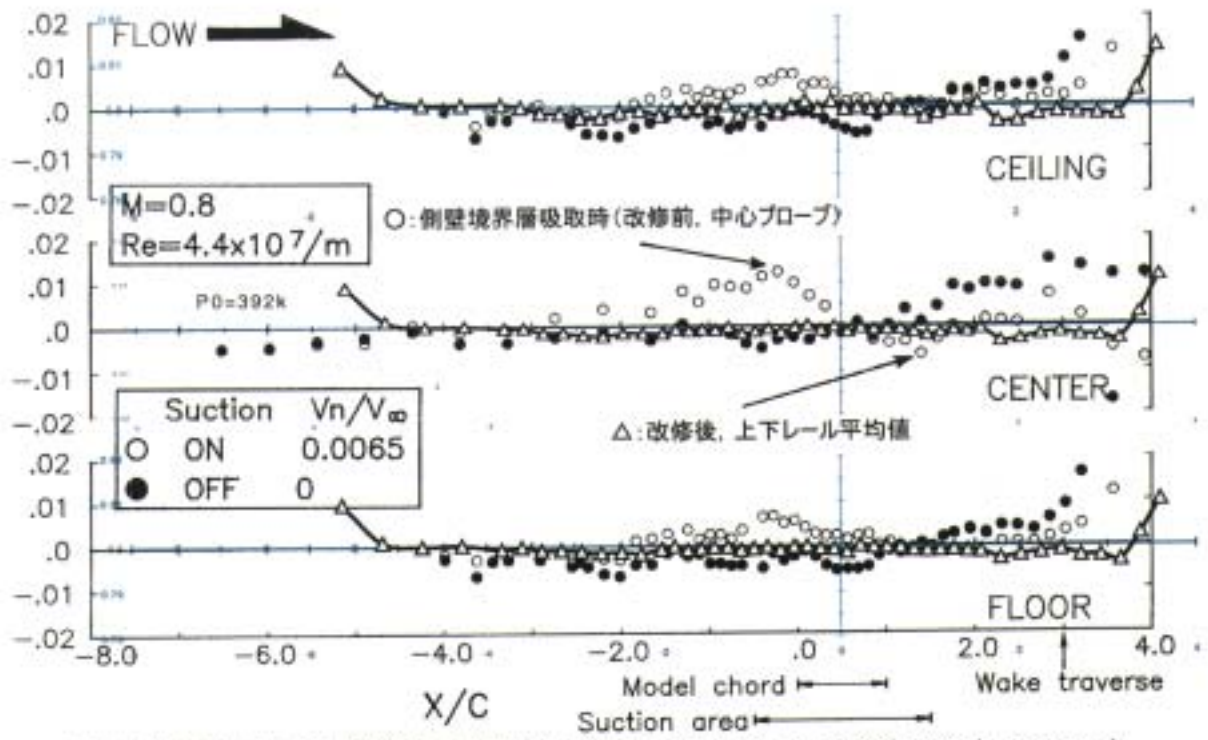 .02
.01
.0
-.01
-.02
FLOW
CEILING
M=0.8
Re=4.4x10⁷/m
○:側壁境界層吸取時(改修前, 中心プローブ)
P0=392k
.02
.01
.0
-.01
-.02
CENTER
Suction Vn/V∞
○ ON 0.0065
● OFF 0
△:改修後, 上下レール平均値
.02
.01
.0
-.01
-.02
FLOOR
-8.0 -6.0 -4.0 -2.0 .0 2.0 4.0
X/C
Model chord
Wake traverse
Suction area